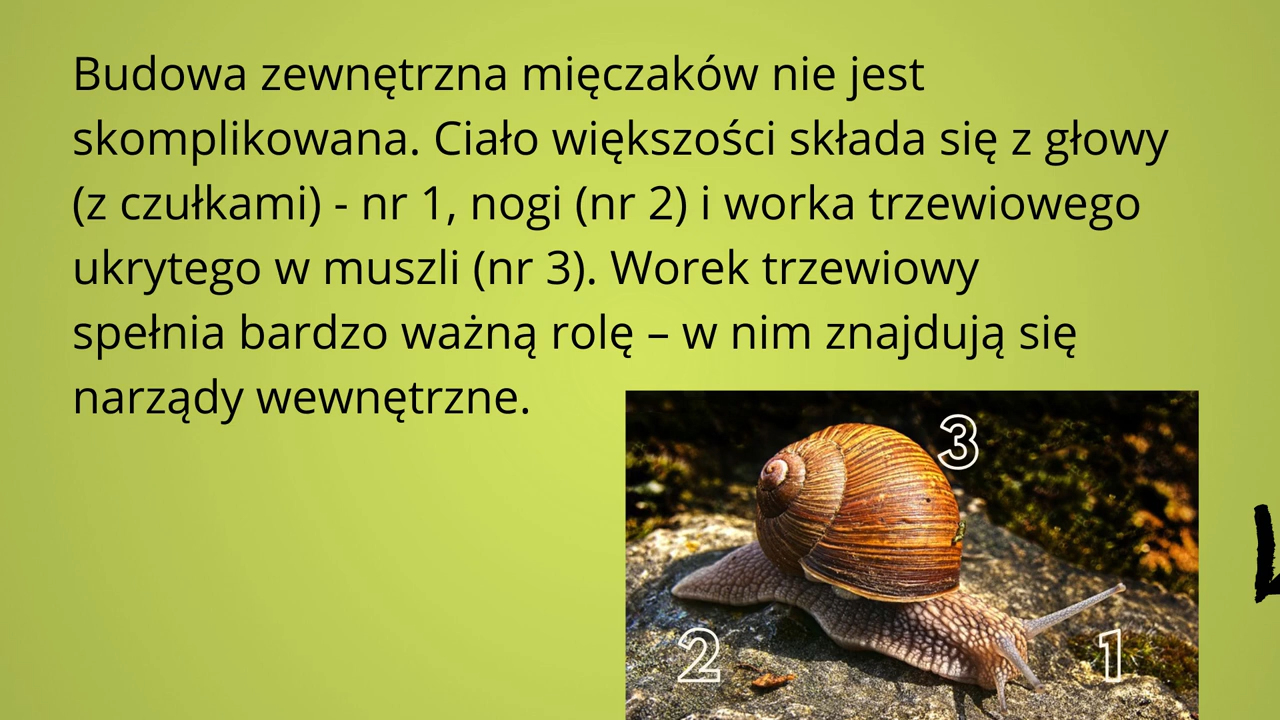 Budowa zewnętrzna mięczaków nie jest
skomplikowana. Ciało większości składa się z głowy
(z czułkami) - nr 1, nogi (nr 2) i worka trzewiowego
ukrytego w muszli (nr 3). Worek trzewiowy
spełnia bardzo ważną rolę – w nim znajdują się
narządy wewnętrzne.
3
2
1